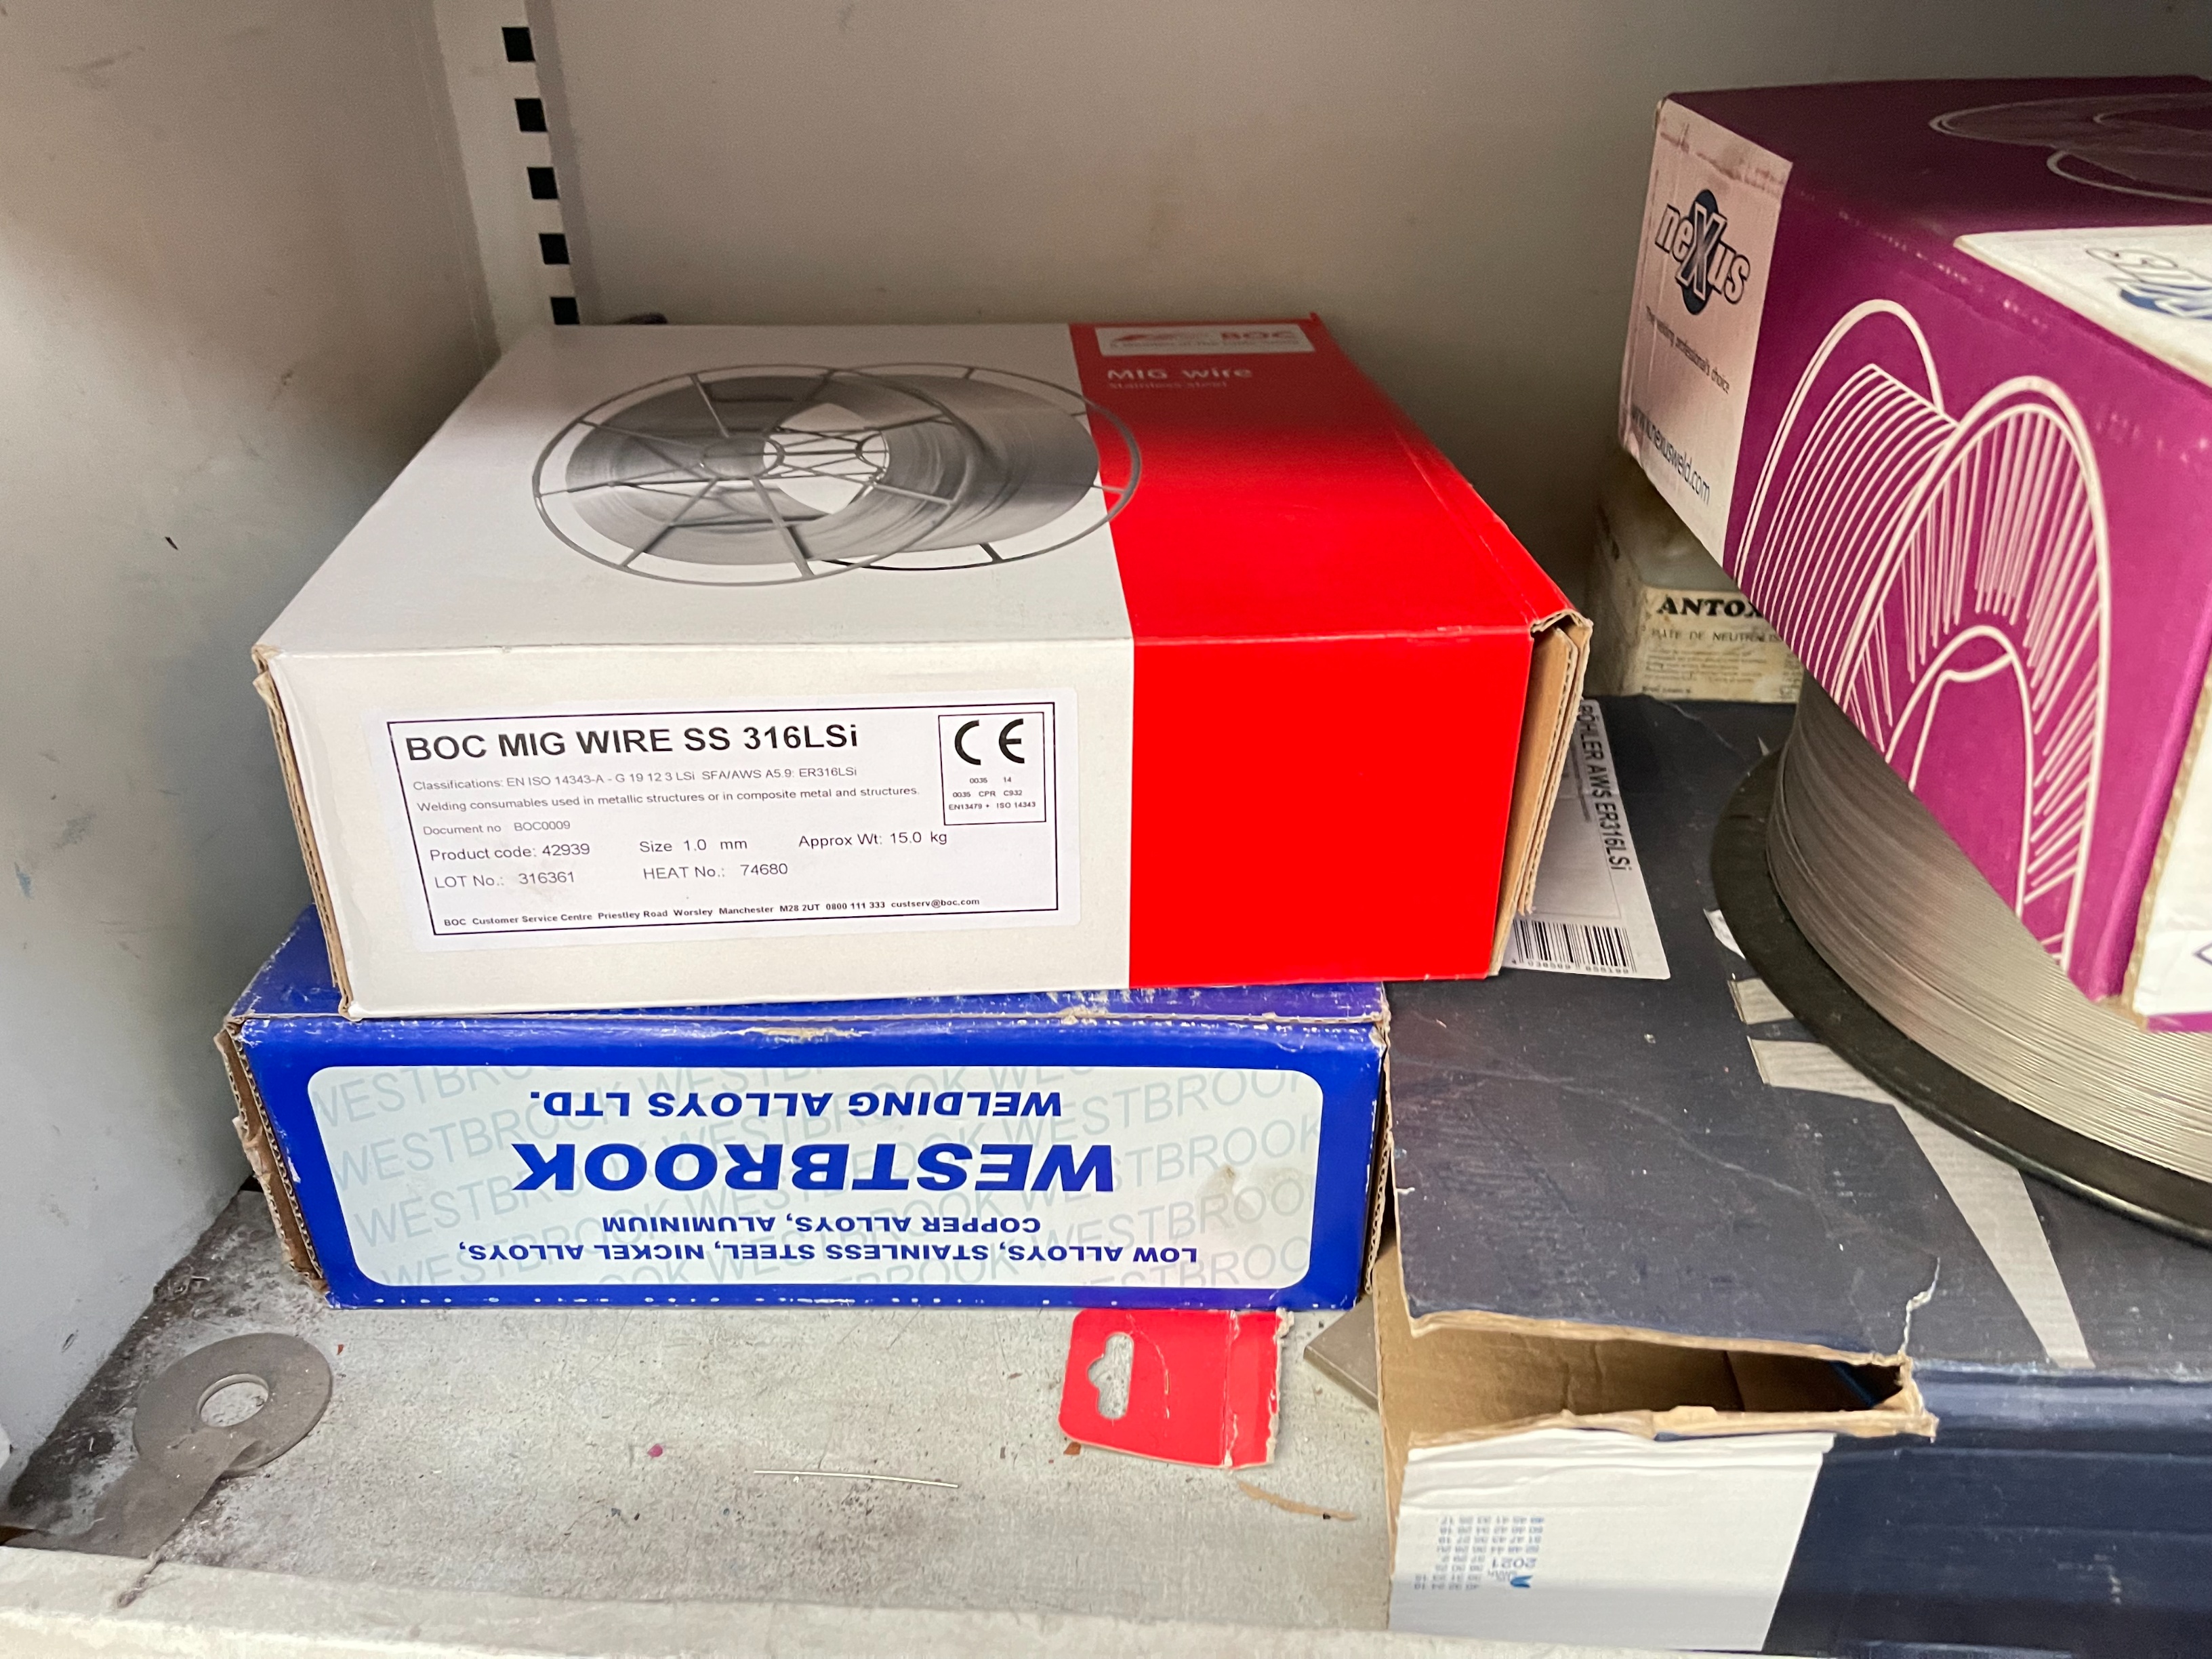 BOC
MIG wire
Stainless steel
BOC MIG WIRE SS 316LSi
Classifications: EN ISO 14343-A - G 19 12 3 LSi SFA/AWS A5.9: ER316LSi
Welding consumables used in metallic structures or in composite metal and structures.
Document no BOC0009
Product code: 42939 Size 1.0 mm Approx Wt: 15.0 kg
LOT No.: 316361 HEAT No.: 74680
BOC Customer Service Centre Priestley Road Worsley Manchester M28 2UT 0800 111 333 custserv@boc.com
CE
0035 14
0035 CPR C932
EN13479 • ISO 14343
WESTBROOK
WELDING ALLOYS LTD.
LOW ALLOYS, STAINLESS STEEL, NICKEL ALLOYS,
COPPER ALLOYS, ALUMINIUM
neXus
The welding professional's choice
www.nexusweld.com
ANTOX
BÖHLER AWS ER316LSi
2021